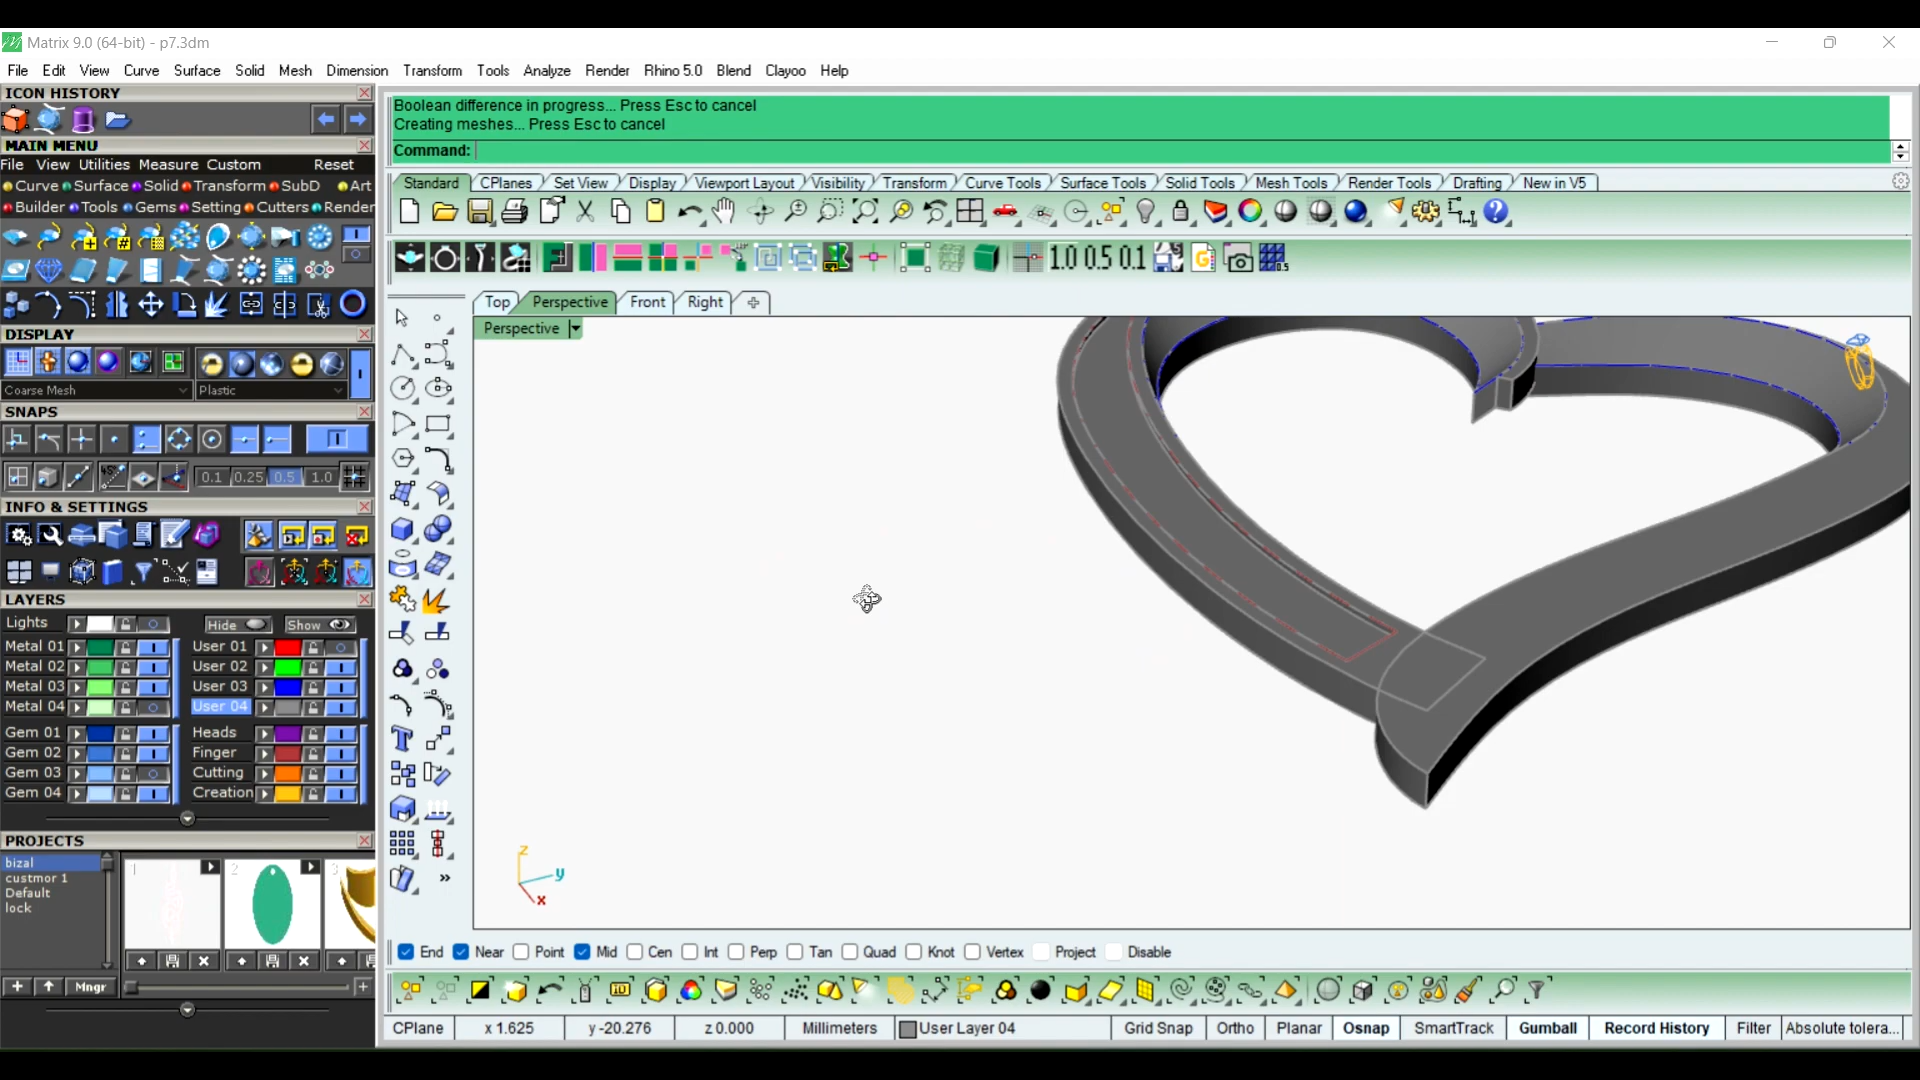 Matrix 9.0 (64-bit) - p7.3dm
File Edit View Curve Surface Solid Mesh Dimension Transform Tools Analyze Render Rhino 5.0 Blend Clayoo Help
ICON HISTORY
MAIN MENU
File View Utilities Measure Custom Reset
Curve Surface Solid Transform SubD Art
Builder Tools Gems Setting Cutters Render
DISPLAY
Coarse Mesh Plastic
SNAPS
45°
0.1 0.25 0.5 1.0
INFO & SETTINGS
LAYERS
Lights Hide Show
Metal 01 User 01
Metal 02 User 02
Metal 03 User 03
Metal 04 User 04
Gem 01 Heads
Gem 02 Finger
Gem 03 Cutting
Gem 04 Creation
PROJECTS
bizal
custmor 1
Default
lock
1 2 3
Mngr
Boolean difference in progress... Press Esc to cancel
Creating meshes... Press Esc to cancel
Command:
Standard CPlanes Set View Display Viewport Layout Visibility Transform Curve Tools Surface Tools Solid Tools Mesh Tools Render Tools Drafting New in V5
1.0 0.5 0.1
Top Perspective Front Right
Perspective
z
y
x
End Near Point Mid Cen Int Perp Tan Quad Knot Vertex Project Disable
CPlane x 1.625 y -20.276 z 0.000 Millimeters User Layer 04 Grid Snap Ortho Planar Osnap SmartTrack Gumball Record History Filter Absolute tolera...